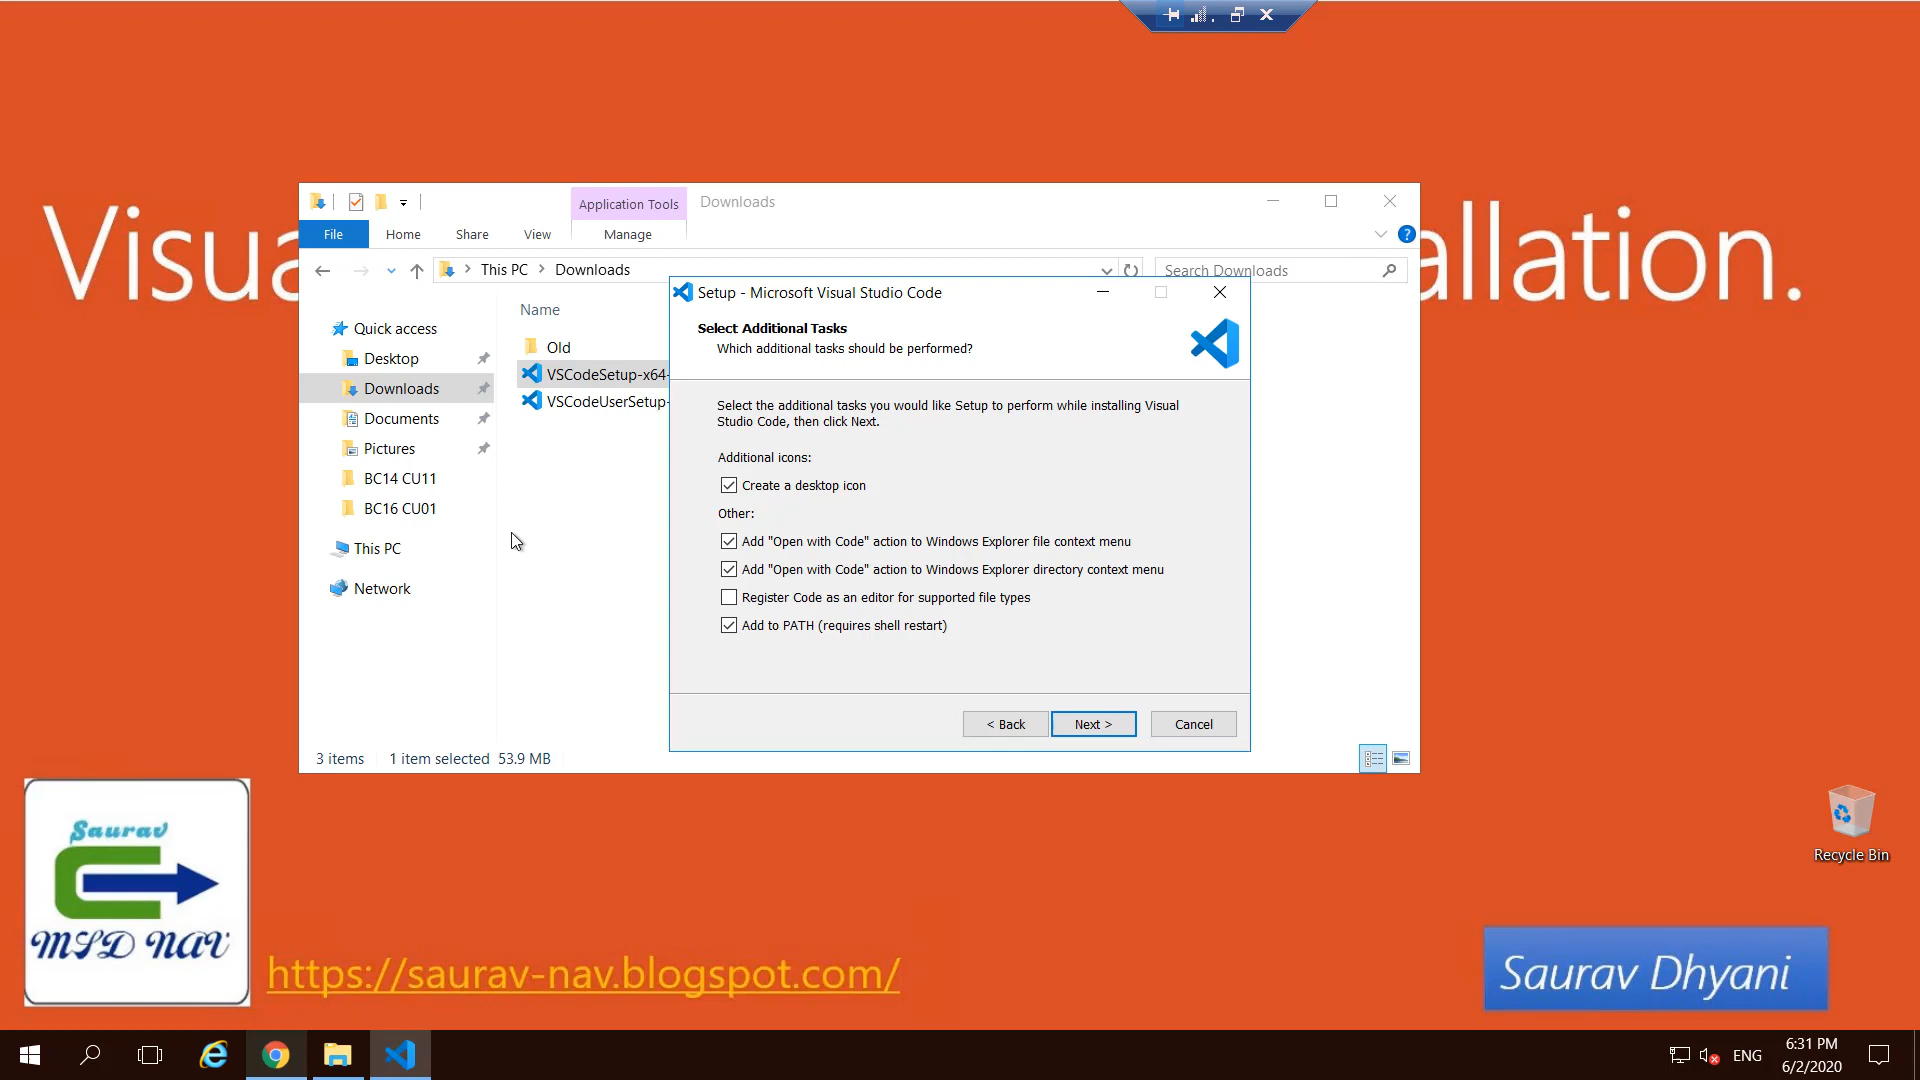 Visua
allation.
Application Tools
Downloads
File
Home
Share
View
Manage
This PC
Downloads
Search Downloads
Quick access
Desktop
Downloads
Documents
Pictures
BC14 CU11
BC16 CU01
This PC
Network
Name
Old
VSCodeSetup-x64-
VSCodeUserSetup-
3 items
1 item selected 53.9 MB
Setup - Microsoft Visual Studio Code
Select Additional Tasks
Which additional tasks should be performed?
Select the additional tasks you would like Setup to perform while installing Visual
Studio Code, then click Next.
Additional icons:
Create a desktop icon
Other:
Add "Open with Code" action to Windows Explorer file context menu
Add "Open with Code" action to Windows Explorer directory context menu
Register Code as an editor for supported file types
Add to PATH (requires shell restart)
< Back
Next >
Cancel
Recycle Bin
Saurav
MSD NAV
https://saurav-nav.blogspot.com/
Saurav Dhyani
ENG
6:31 PM
6/2/2020